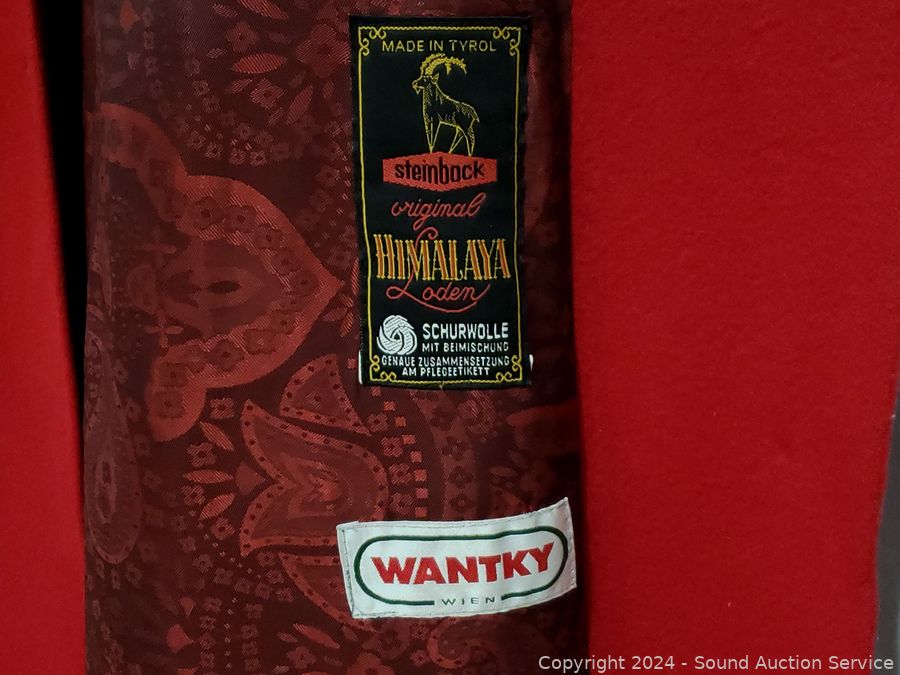 MADE IN TYROL
steinbock
original
HIMALAYA
Loden
SCHURWOLLE
MIT BEIMISCHUNG
GENAUE ZUSAMMENSETZUNG
AM PFLEGEETIKETT
WANTKY
WIEN
Copyright 2024 - Sound Auction Service